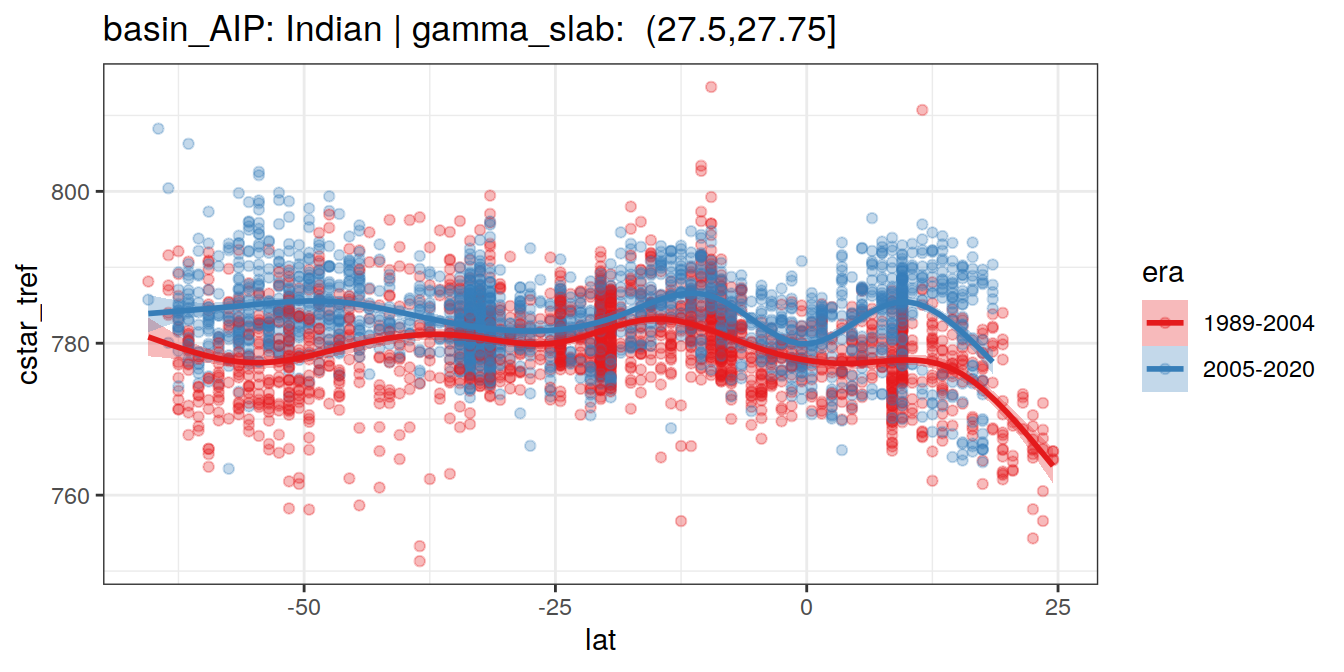 basin_AIP: Indian | gamma_slab:  (27.5,27.75]
cstar_tref
800
780
760
-50
-25
0
25
lat
era
1989-2004
2005-2020